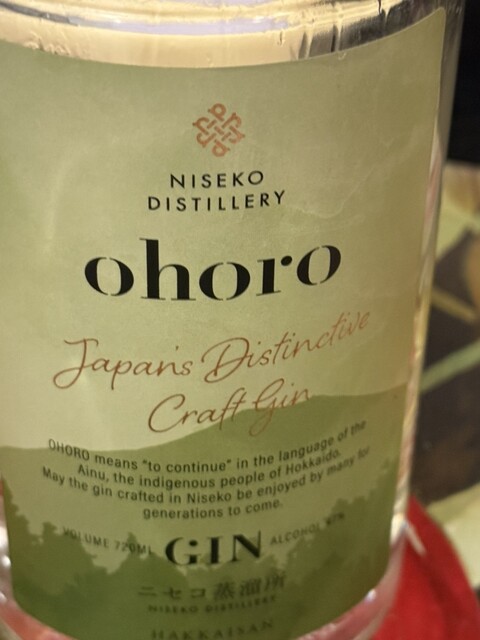 NISEKO
DISTILLERY
ohoro
Japan's Distinctive
Craft Gin
OHORO means "to continue" in the language of the
Ainu, the indigenous people of Hokkaido.
May the gin crafted in Niseko be enjoyed by many for
generations to come.
VOLUME 720ML GIN ALCOHOL 47%
ニセコ蒸溜所
NISEKO DISTILLERY
HAKKAISAN